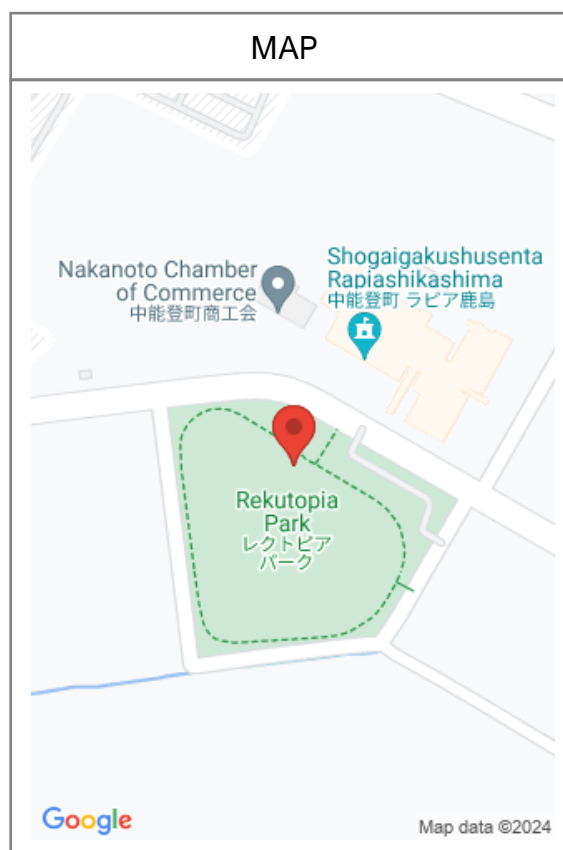 MAP
Shogaigakushusenta
Rapiashikashima
中能登町 ラピア鹿島
Nakanoto Chamber
of Commerce
中能登町商工会
Rekutopia
Park
レクトピア
パーク
Google
Map data ©2024